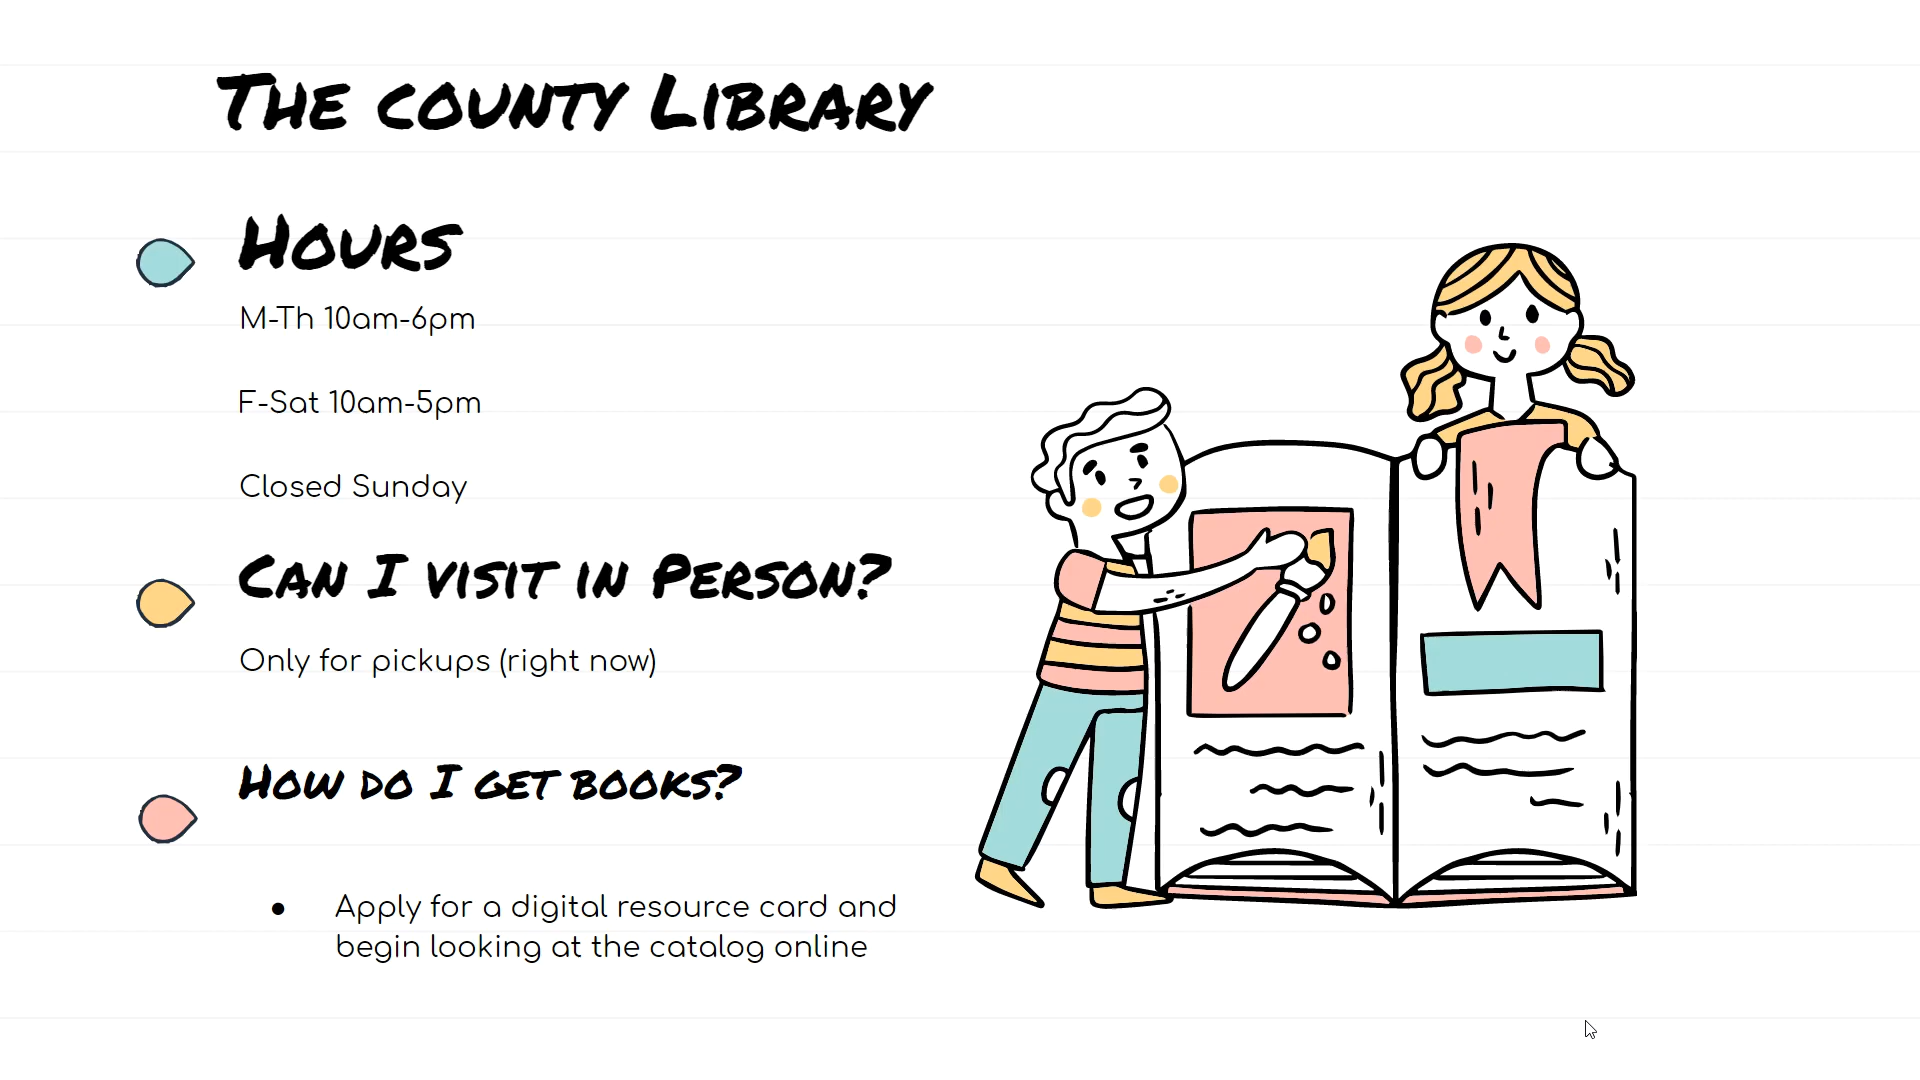 The county Library
Hours
M-Th 10am-6pm
F-Sat 10am-5pm
Closed Sunday
Can I visit in Person?
Only for pickups (right now)
How do I get books?
● Apply for a digital resource card and
begin looking at the catalog online